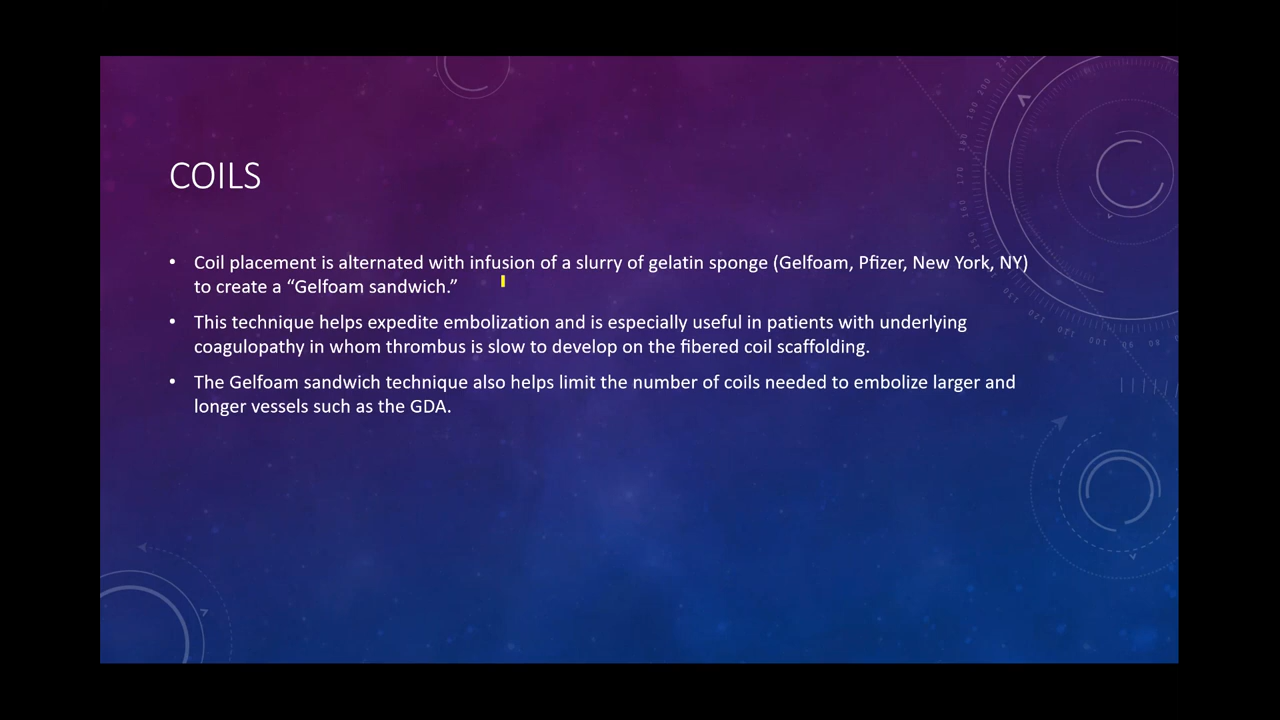 COILS
• Coil placement is alternated with infusion of a slurry of gelatin sponge (Gelfoam, Pfizer, New York, NY)
to create a “Gelfoam sandwich.”
• This technique helps expedite embolization and is especially useful in patients with underlying
coagulopathy in whom thrombus is slow to develop on the fibered coil scaffolding.
• The Gelfoam sandwich technique also helps limit the number of coils needed to embolize larger and
longer vessels such as the GDA.